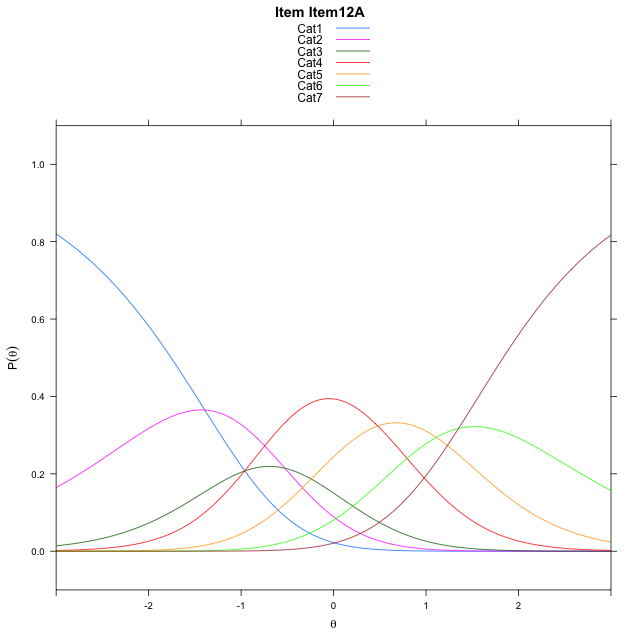 Item Item12A
Cat1
Cat2
Cat3
Cat4
Cat5
Cat6
Cat7
1.0
0.8
0.6
0.4
0.2
0.0
P(θ)
-2 -1 0 1 2
θ